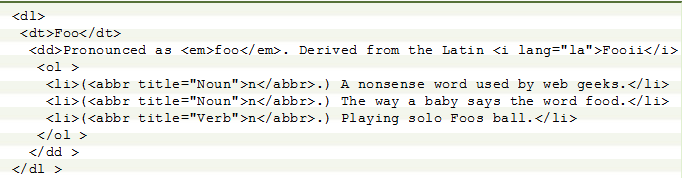 <dl>
<dt>Foo</dt>
<dd>Pronounced as <em>foo</em>. Derived from the Latin <i lang="la">Fooii</i>
<ol >
<li>(<abbr title="Noun">n</abbr>.) A nonsense word used by web geeks.</li>
<li>(<abbr title="Noun">n</abbr>.) The way a baby says the word food.</li>
<li>(<abbr title="Verb">n</abbr>.) Playing solo Foos ball.</li>
</ol >
</dd >
</dl >